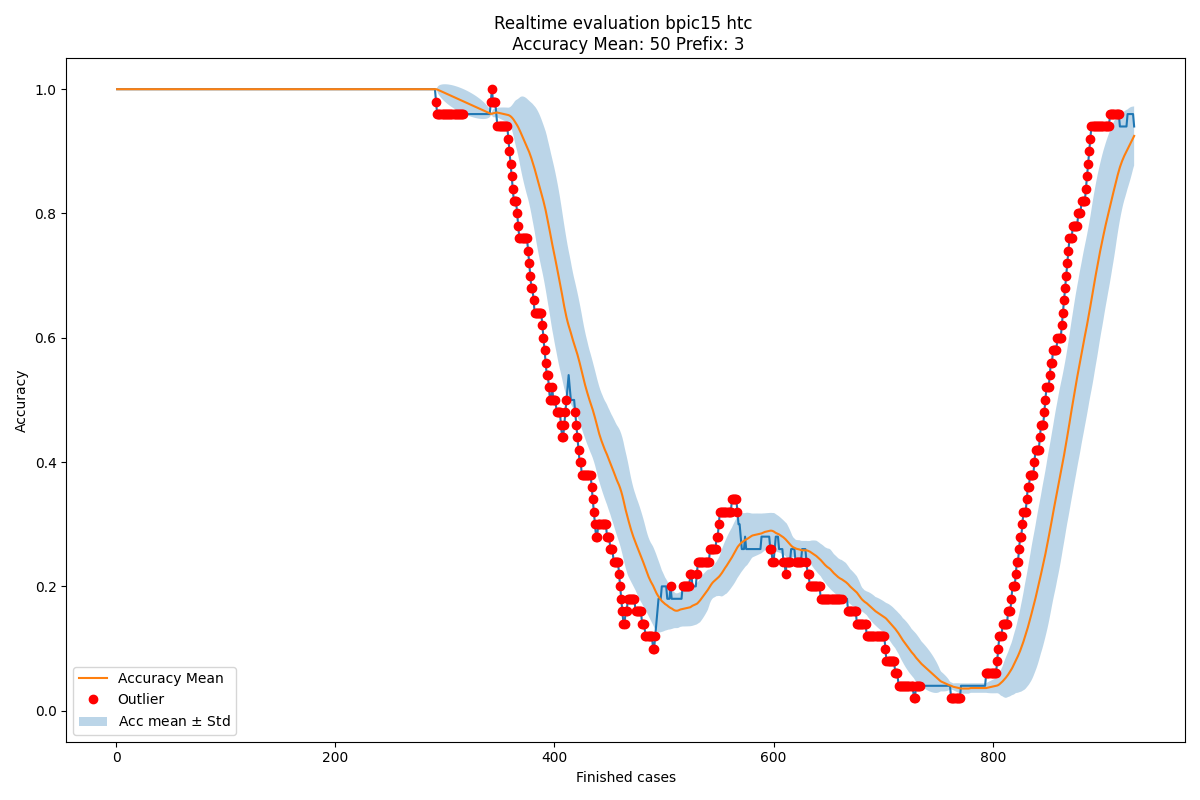 Realtime evaluation bpic15 htc
Accuracy Mean: 50 Prefix: 3
Accuracy
1.0
0.8
0.6
0.4
0.2
0.0
Accuracy Mean
Outlier
Acc mean ± Std
0 200 400 600 800
Finished cases